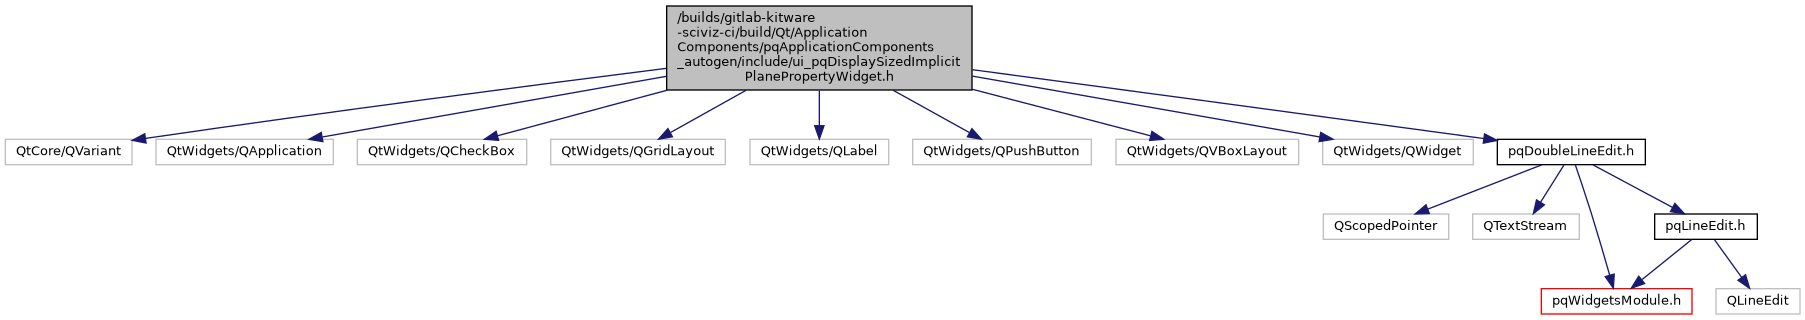 /builds/gitlab-kitware
-sciviz-ci/build/Qt/Application
Components/pqApplicationComponents
_autogen/include/ui_pqDisplaySizedImplicit
PlanePropertyWidget.h
QtCore/QVariant
QtWidgets/QApplication
QtWidgets/QCheckBox
QtWidgets/QGridLayout
QtWidgets/QLabel
QtWidgets/QPushButton
QtWidgets/QVBoxLayout
QtWidgets/QWidget
pqDoubleLineEdit.h
QScopedPointer
QTextStream
pqLineEdit.h
pqWidgetsModule.h
QLineEdit